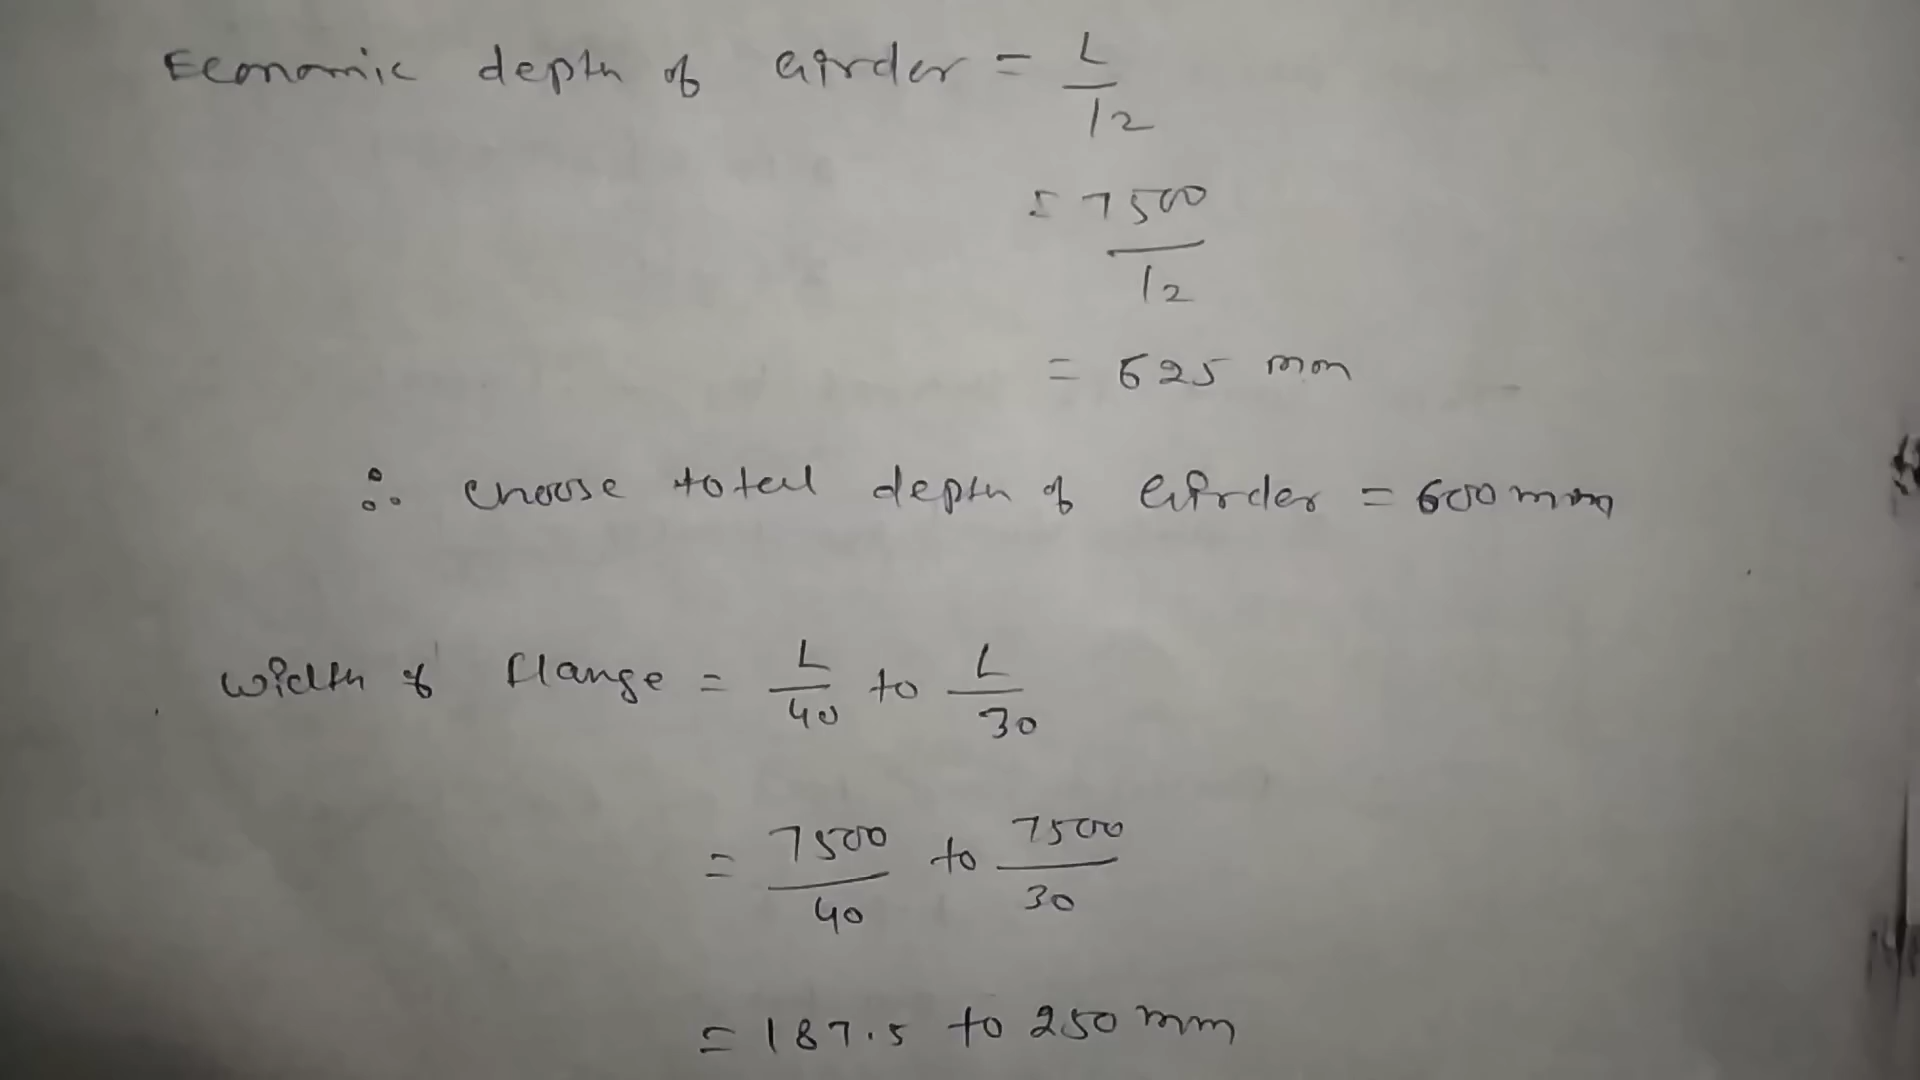 Economic depth of Girder = L/12
= 7500/12
= 625 mm
∴ choose total depth of Girder = 600 mm
width of flange = L/40 to L/30
= 7500/40 to 7500/30
= 187.5 to 250 mm